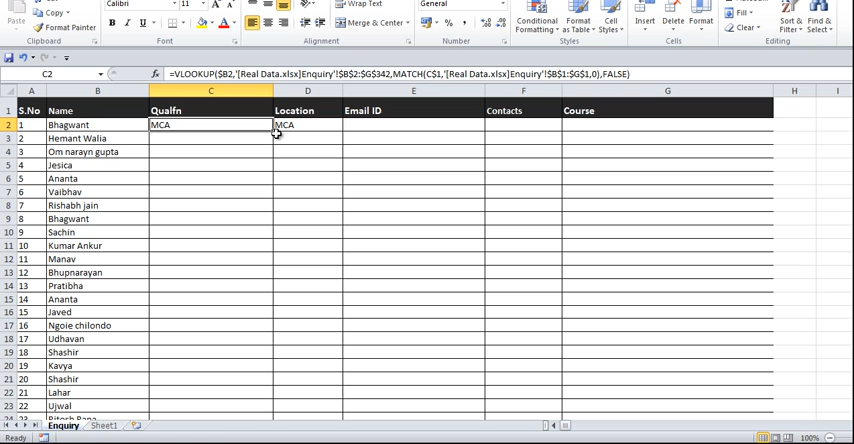 Calibri 11 Wrap Text General
Paste Copy Conditional Format Cell Insert Delete Format Fill Sort & Find &
Format Painter B I U Merge & Center % , Formatting as Table Styles Clear Filter Select
Clipboard Font Alignment Number Styles Cells Editing
C2 fx =VLOOKUP($B2,'[Real Data.xlsx]Enquiry'!$B$2:$G$342,MATCH(C$1,'[Real Data.xlsx]Enquiry'!$B$1:$G$1,0),FALSE)
A B C D E F G H I
1 S.No Name Qualfn Location Email ID Contacts Course
2 1 Bhagwant MCA MCA
3 2 Hemant Walia
4 3 Om narayn gupta
5 4 Jesica
6 5 Ananta
7 6 Vaibhav
8 7 Rishabh jain
9 8 Bhagwant
10 9 Sachin
11 10 Kumar Ankur
12 11 Manav
13 12 Bhupnarayan
14 13 Pratibha
15 14 Ananta
16 15 Javed
17 16 Ngoie chilondo
18 17 Udhavan
19 18 Shashir
20 19 Kavya
21 20 Shashir
22 21 Lahar
23 22 Ujwal
24 23 Ritesh Rana
Enquiry Sheet1
Ready 100%